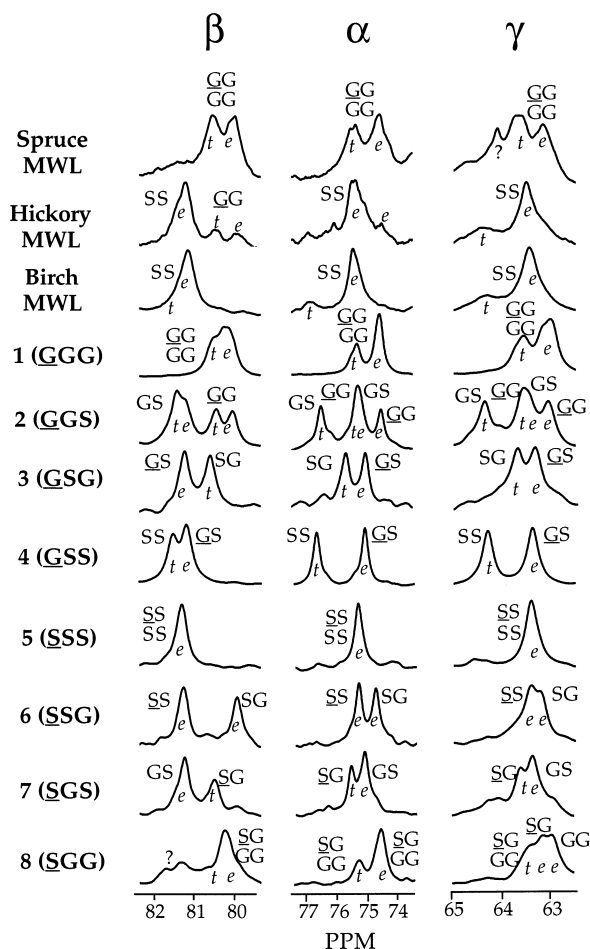 β α γ
GG GG GG
GG GG GG
Spruce
MWL
t e t e ? t e
Hickory
MWL
SS e GG t e SS e e SS e t
Birch
MWL
SS e t SS e t SS e t
1 (GGG)
GG GG t e GG GG t e GG GG t e
2 (GGS)
GS te GG t e GS t GG GS te e GG GS t GG GS te e GG
3 (GSG)
GS e SG t SG t GS e SG t GS e
4 (GSS)
SS t e GS SS t GS e SS t GS e
5 (SSS)
SS SS e SS SS e SS SS e
6 (SSG)
SS e SG e SS e SG e SS SG e e
7 (SGS)
GS e SG t SG GS t e SG GS t e
8 (SGG)
? SG GG t e SG GG t SG GG e SG GG SG GG t e e
82 81 80 77 76 75 74 65 64 63
PPM